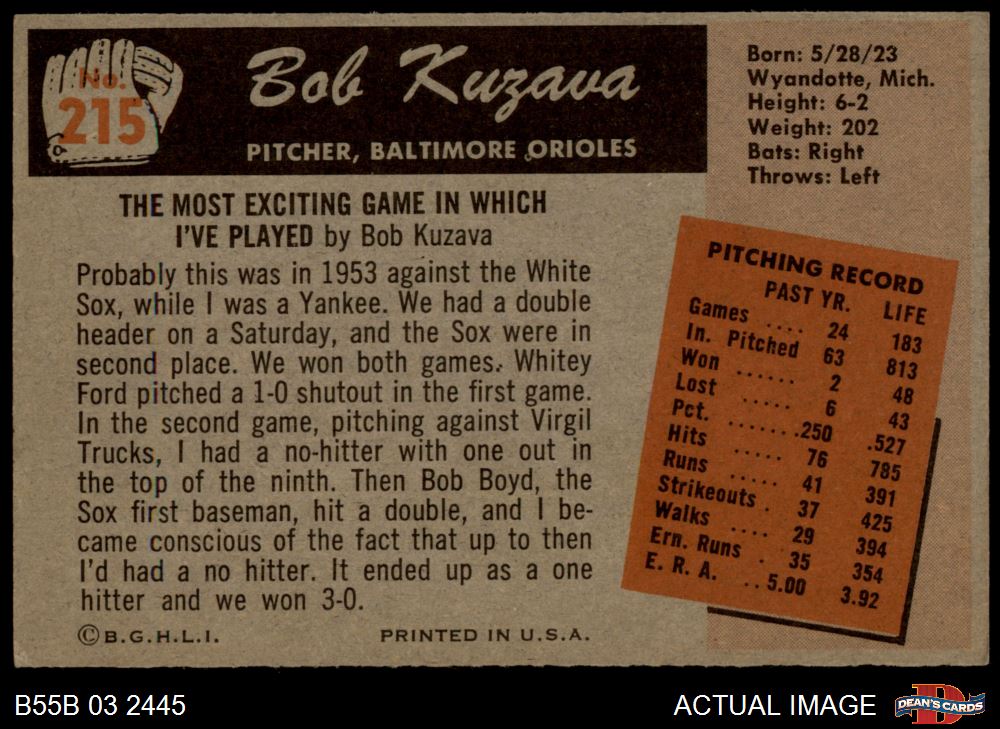 No.
215
Bob Kuzava
PITCHER, BALTIMORE ORIOLES
Born: 5/28/23
Wyandotte, Mich.
Height: 6-2
Weight: 202
Bats: Right
Throws: Left
THE MOST EXCITING GAME IN WHICH
I'VE PLAYED by Bob Kuzava
Probably this was in 1953 against the White
Sox, while I was a Yankee. We had a double
header on a Saturday, and the Sox were in
second place. We won both games. Whitey
Ford pitched a 1-0 shutout in the first game.
In the second game, pitching against Virgil
Trucks, I had a no-hitter with one out in
the top of the ninth. Then Bob Boyd, the
Sox first baseman, hit a double, and I be-
came conscious of the fact that up to then
I'd had a no hitter. It ended up as a one
hitter and we won 3-0.
©B.G.H.L.I. PRINTED IN U.S.A.
PITCHING RECORD
PAST YR. LIFE
Games .... 24 183
In. Pitched 63 813
Won ...... 2 48
Lost ..... 6 43
Pct. ....... .250 .527
Hits ..... 76 785
Runs ..... 41 391
Strikeouts . 37 425
Walks .... 29 394
Ern. Runs . 35 354
E. R. A. .. 5.00 3.92
B55B 03 2445
ACTUAL IMAGE
DEAN'S CARDS